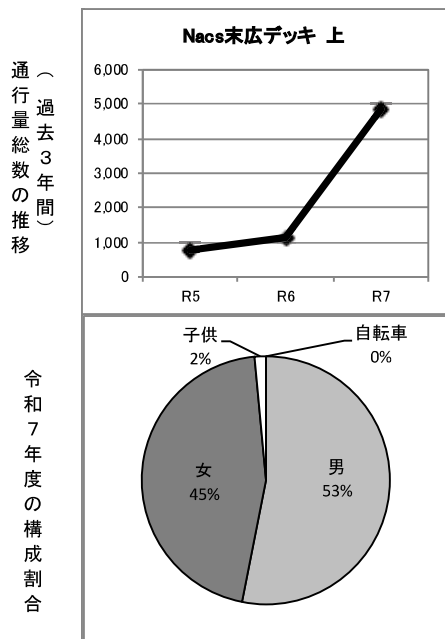 通行量総数の推移
（過去３年間）
Nacs末広デッキ 上
6,000
5,000
4,000
3,000
2,000
1,000
0
R5 R6 R7
令和７年度の構成割合
子供
2%
自転車
0%
女
45%
男
53%